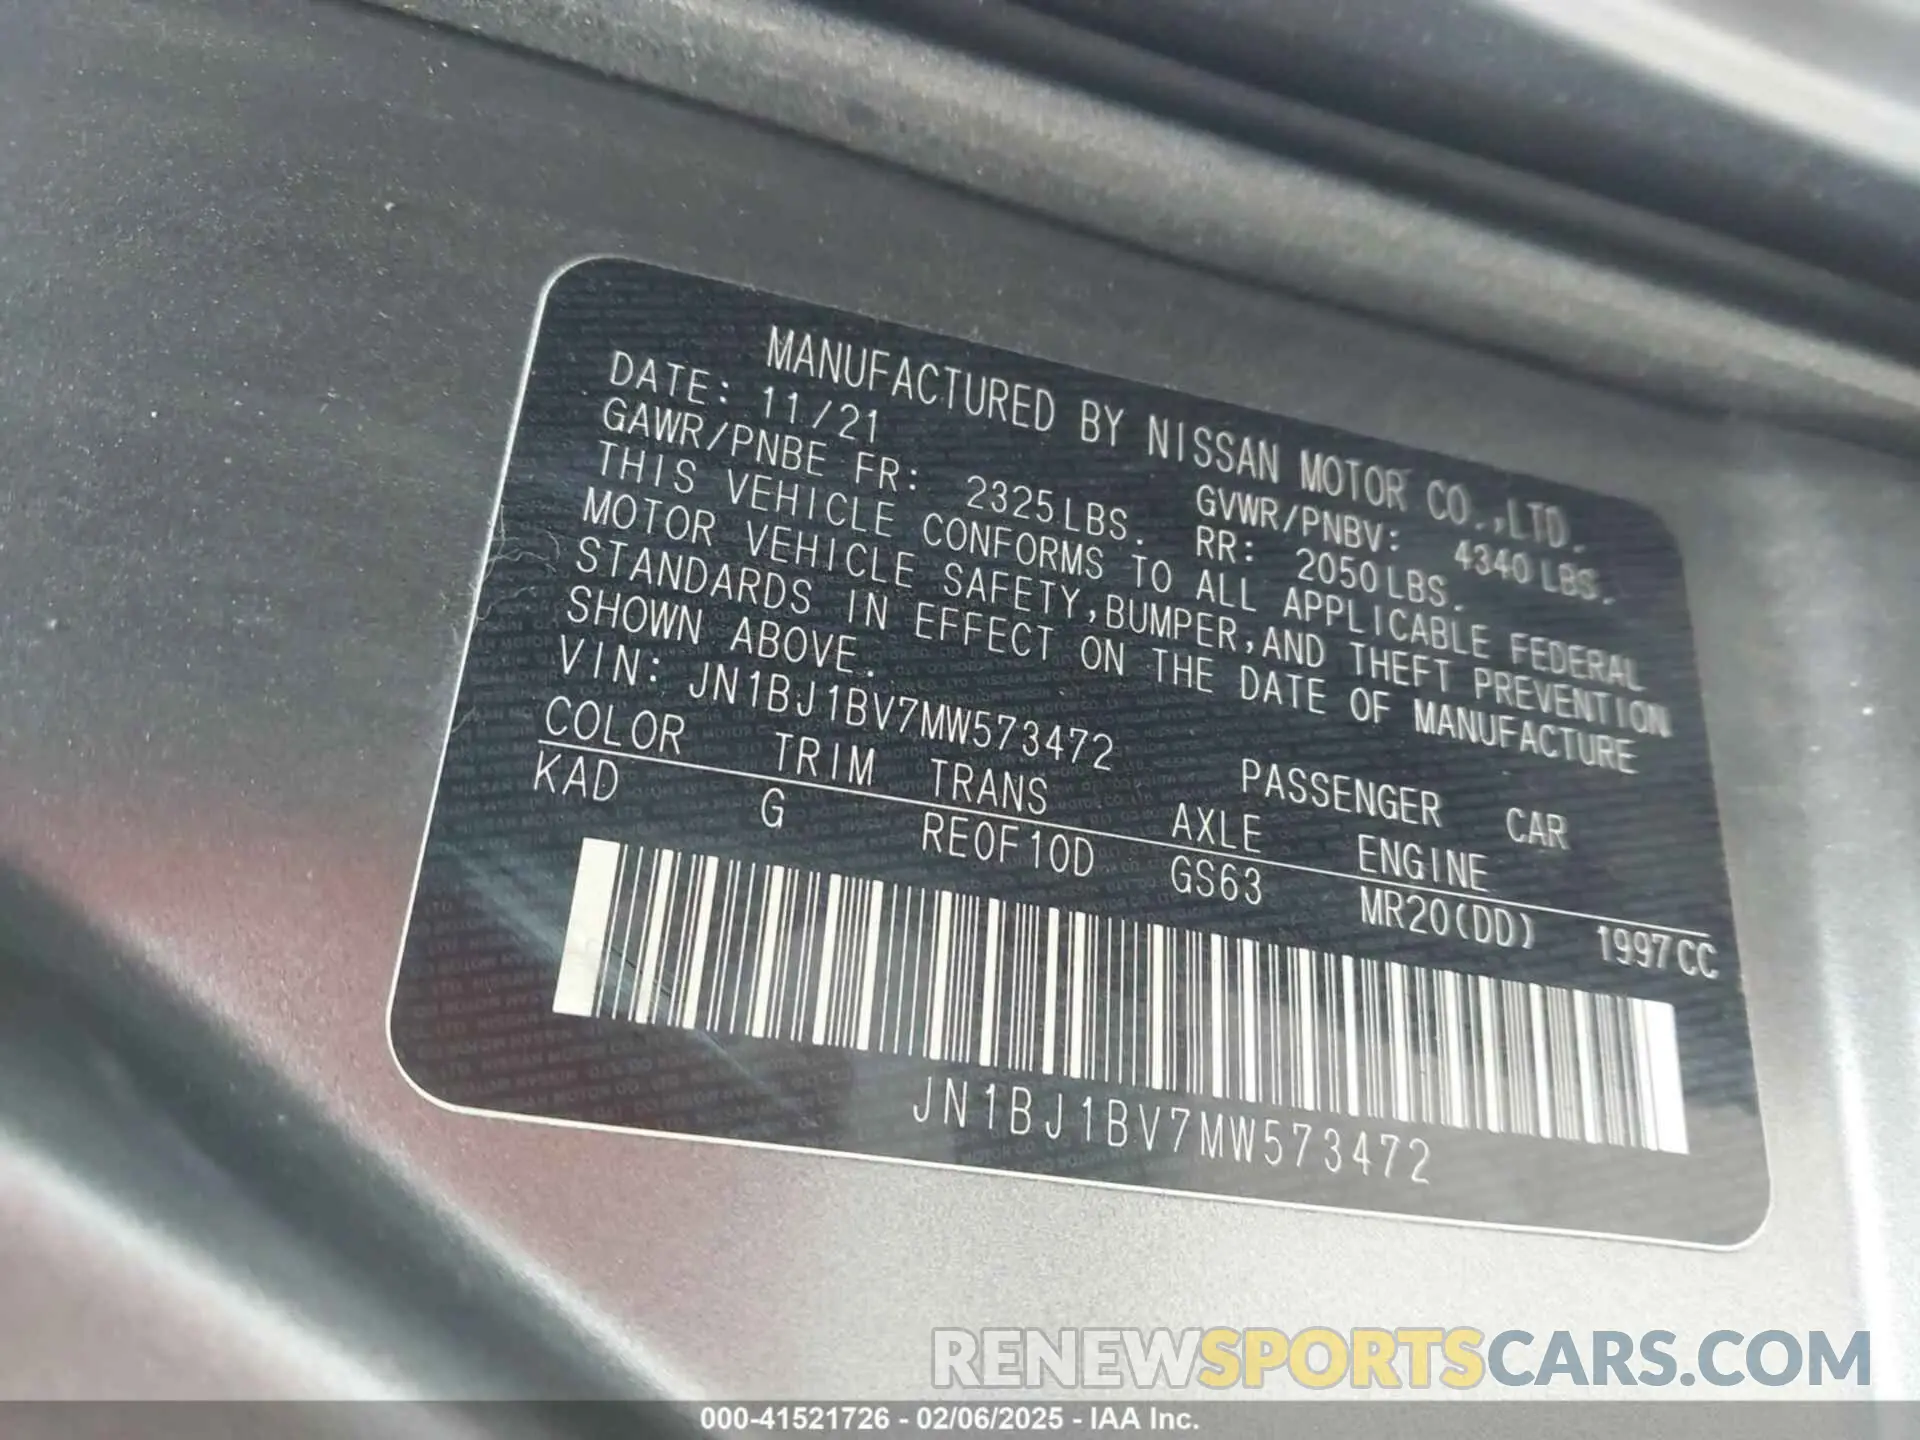 MANUFACTURED BY NISSAN MOTOR CO.,LTD.
DATE: 11/21 GVWR/PNBV: 4340LBS.
GAWR/PNBE FR: 2325LBS. RR: 2050LBS.
THIS VEHICLE CONFORMS TO ALL APPLICABLE FEDERAL
MOTOR VEHICLE SAFETY,BUMPER,AND THEFT PREVENTION
STANDARDS IN EFFECT ON THE DATE OF MANUFACTURE
SHOWN ABOVE.
VIN: JN1BJ1BV7MW573472 PASSENGER CAR
COLOR TRIM TRANS AXLE ENGINE
KAD G RE0F10D GS63 MR20(DD) 1997CC
JN1BJ1BV7MW573472
RENEWSPORTSCARS.COM
000-41521726 - 02/06/2025 - IAA Inc.